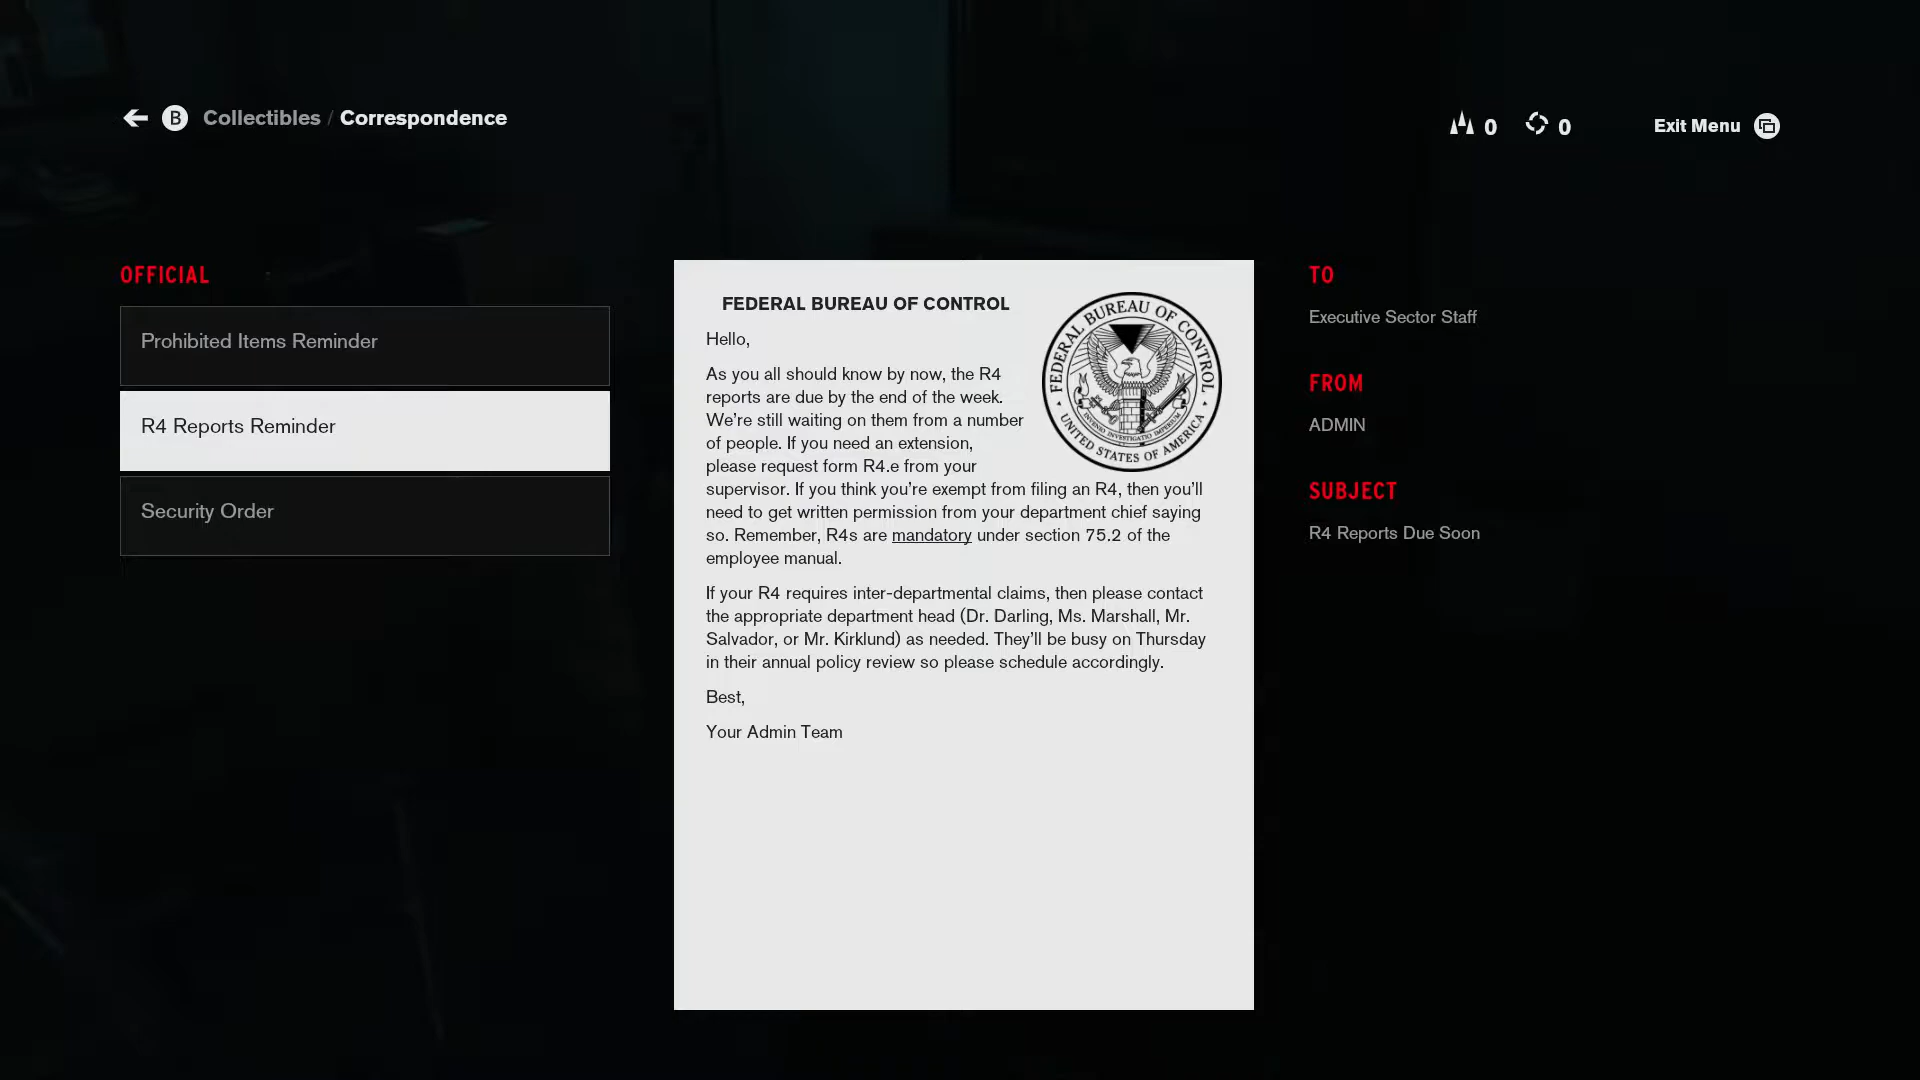 B Collectibles / Correspondence
0 0 Exit Menu
OFFICIAL
Prohibited Items Reminder
R4 Reports Reminder
Security Order
FEDERAL BUREAU OF CONTROL
Hello,
As you all should know by now, the R4
reports are due by the end of the week.
We're still waiting on them from a number
of people. If you need an extension,
please request form R4.e from your
supervisor. If you think you're exempt from filing an R4, then you'll
need to get written permission from your department chief saying
so. Remember, R4s are mandatory under section 75.2 of the
employee manual.
If your R4 requires inter-departmental claims, then please contact
the appropriate department head (Dr. Darling, Ms. Marshall, Mr.
Salvador, or Mr. Kirklund) as needed. They'll be busy on Thursday
in their annual policy review so please schedule accordingly.
Best,
Your Admin Team
FEDERAL BUREAU OF CONTROL
INVENIO INVESTIGATIO IMPERIUM
UNITED STATES OF AMERICA
TO
Executive Sector Staff
FROM
ADMIN
SUBJECT
R4 Reports Due Soon